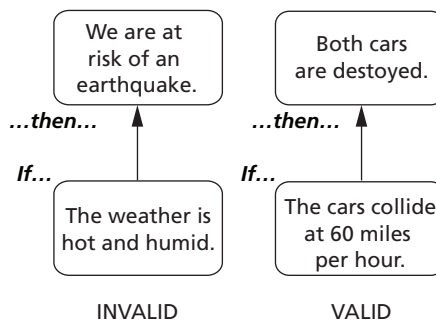 We are at
risk of an
earthquake.
...then...
If...
The weather is
hot and humid.
INVALID
Both cars
are destoyed.
...then...
If...
The cars collide
at 60 miles
per hour.
VALID